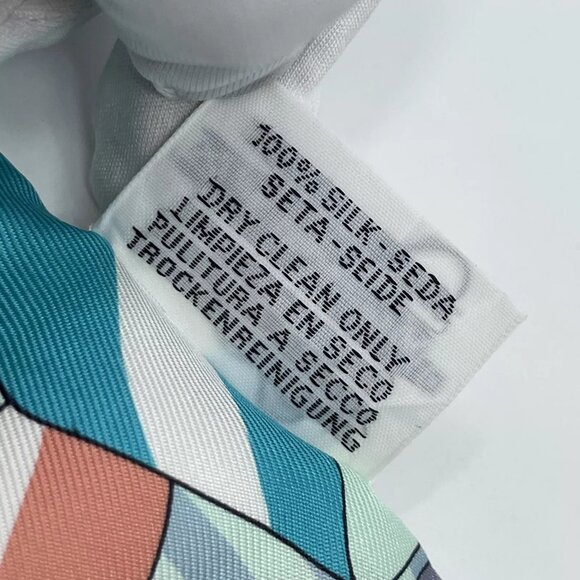 100% SILK-SEDA
SETA-SEIDE
DRY CLEAN ONLY
LIMPIEZA EN SECO
PULITURA A SECCO
TROCKENREINIGUNG